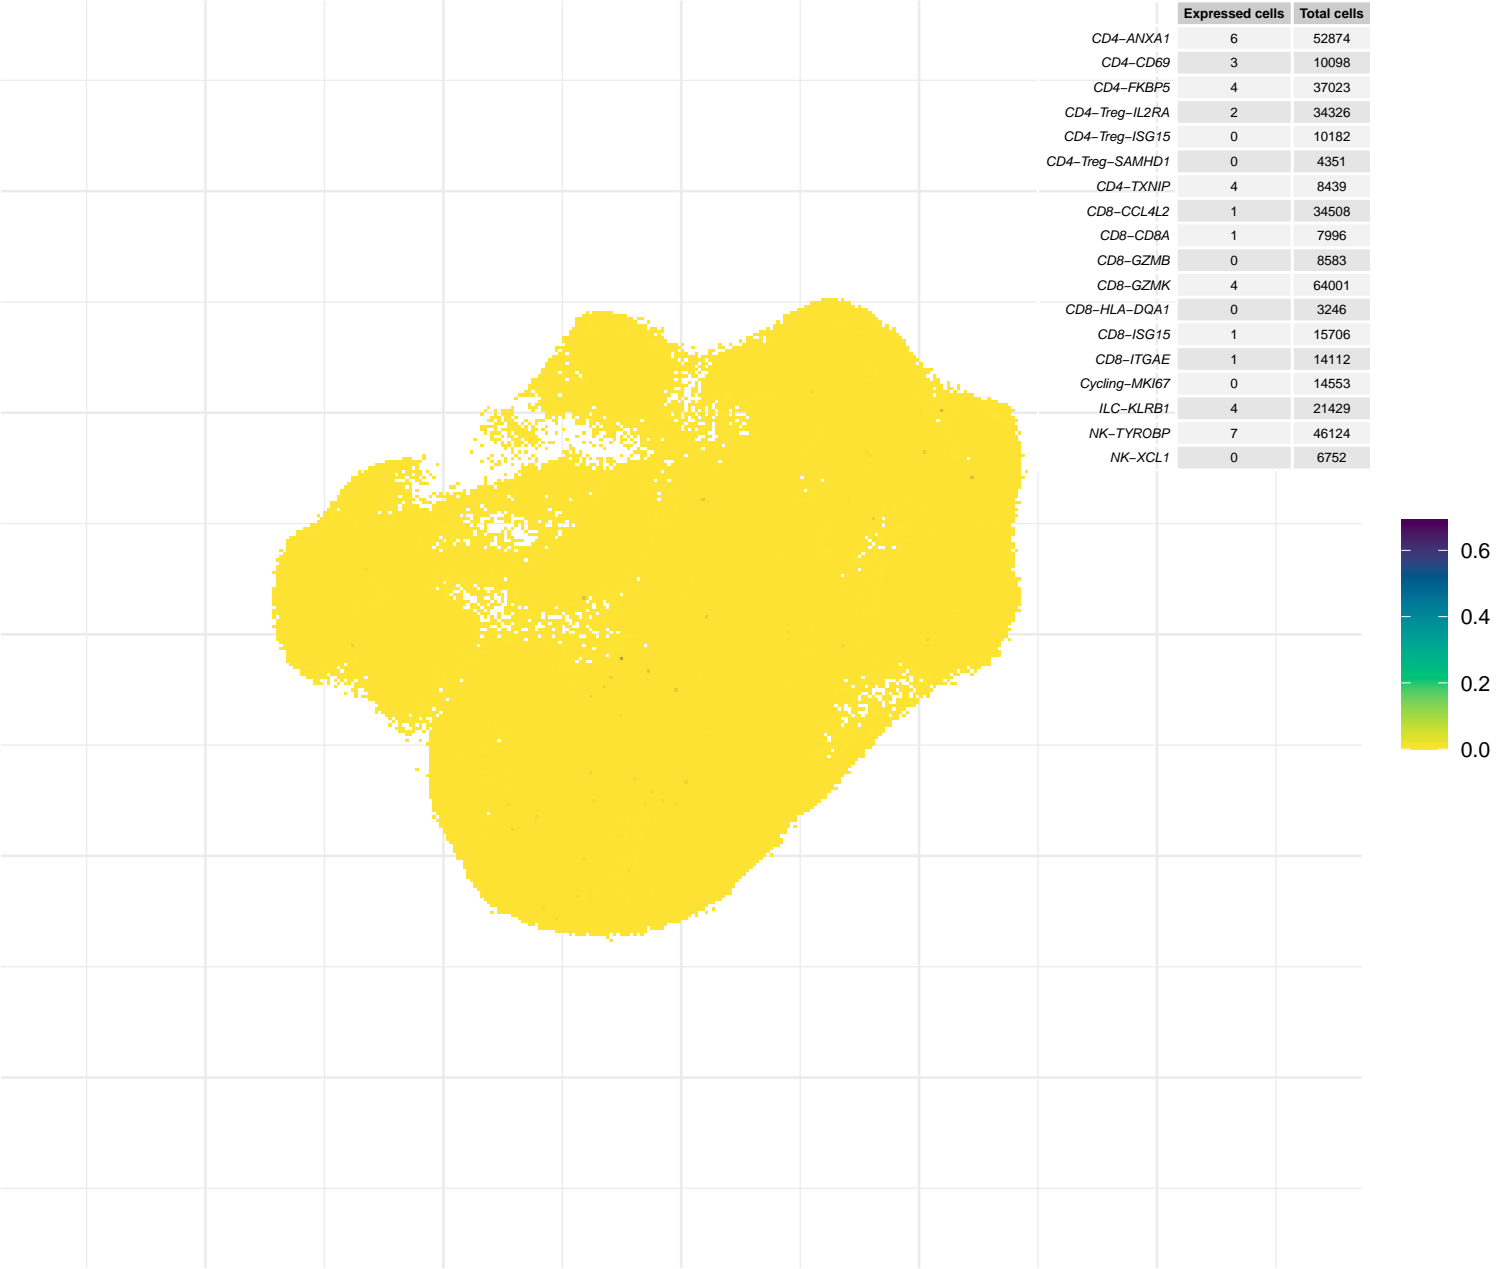 Expressed cells Total cells
CD4−ANXA1 6 52874
CD4−CD69 3 10098
CD4−FKBP5 4 37023
CD4−Treg−IL2RA 2 34326
CD4−Treg−ISG15 0 10182
CD4−Treg−SAMHD1 0 4351
CD4−TXNIP 4 8439
CD8−CCL4L2 1 34508
CD8−CD8A 1 7996
CD8−GZMB 0 8583
CD8−GZMK 4 64001
CD8−HLA−DQA1 0 3246
CD8−ISG15 1 15706
CD8−ITGAE 1 14112
Cycling−MKI67 0 14553
ILC−KLRB1 4 21429
NK−TYROBP 7 46124
NK−XCL1 0 6752
0.6
0.4
0.2
0.0